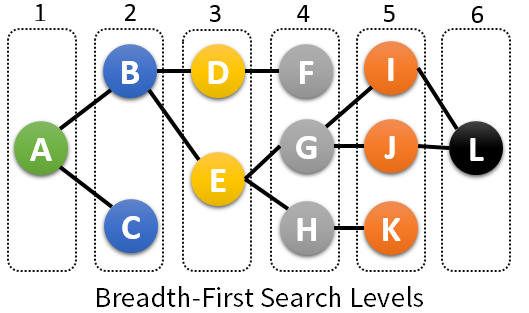 1 2 3 4 5 6
B D F I
A G J L
E
C H K
Breadth-First Search Levels